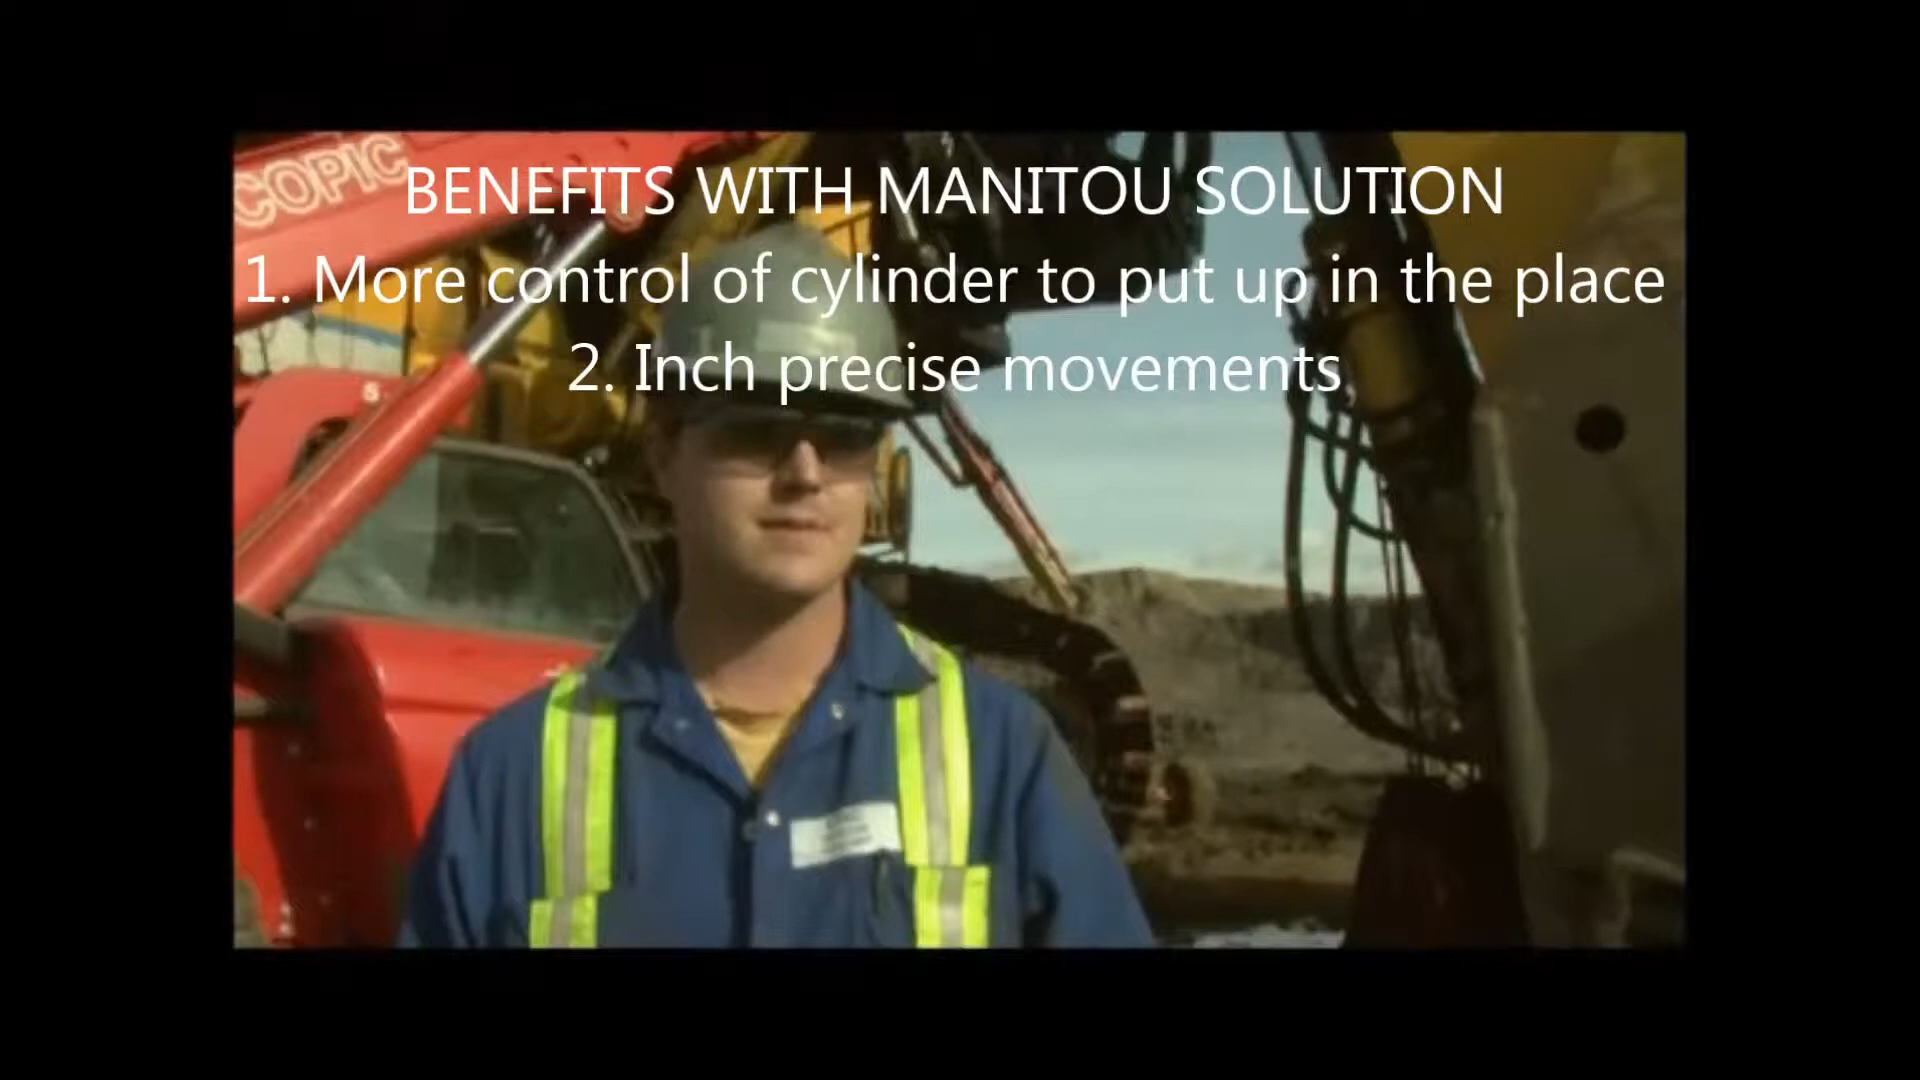 COPIC
BENEFITS WITH MANITOU SOLUTION
1. More control of cylinder to put up in the place
2. Inch precise movements